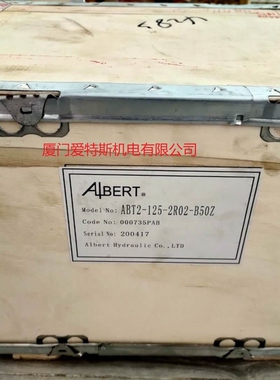 厦门爱特斯机电有限公司
ALBERT®
Model No: ABT2-125-2R02-B50Z
Code No: 000735PAB
Serial No: 200417
Albert Hydraulic Co.,LTD